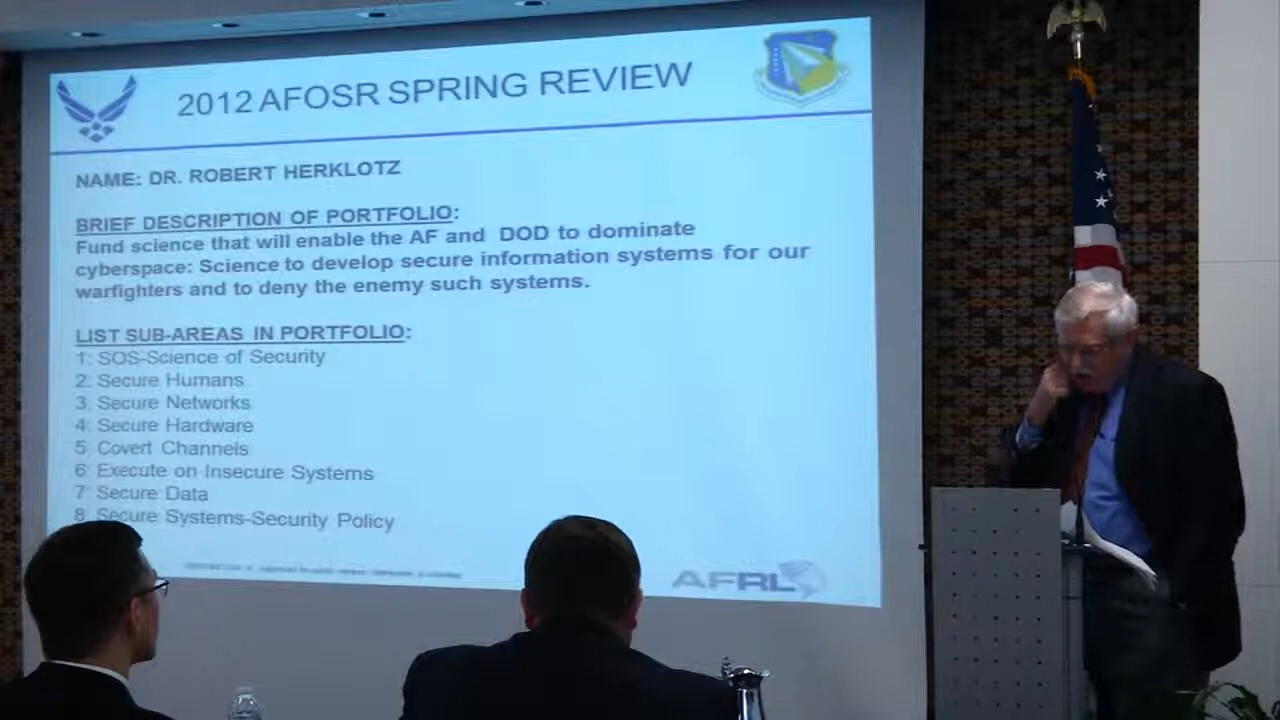 2012 AFOSR SPRING REVIEW
NAME: DR. ROBERT HERKLOTZ
BRIEF DESCRIPTION OF PORTFOLIO:
Fund science that will enable the AF and DOD to dominate
cyberspace: Science to develop secure information systems for our
warfighters and to deny the enemy such systems.
LIST SUB-AREAS IN PORTFOLIO:
1: SOS-Science of Security
2: Secure Humans
3: Secure Networks
4: Secure Hardware
5: Covert Channels
6: Execute on Insecure Systems
7: Secure Data
8: Secure Systems-Security Policy
AFRL